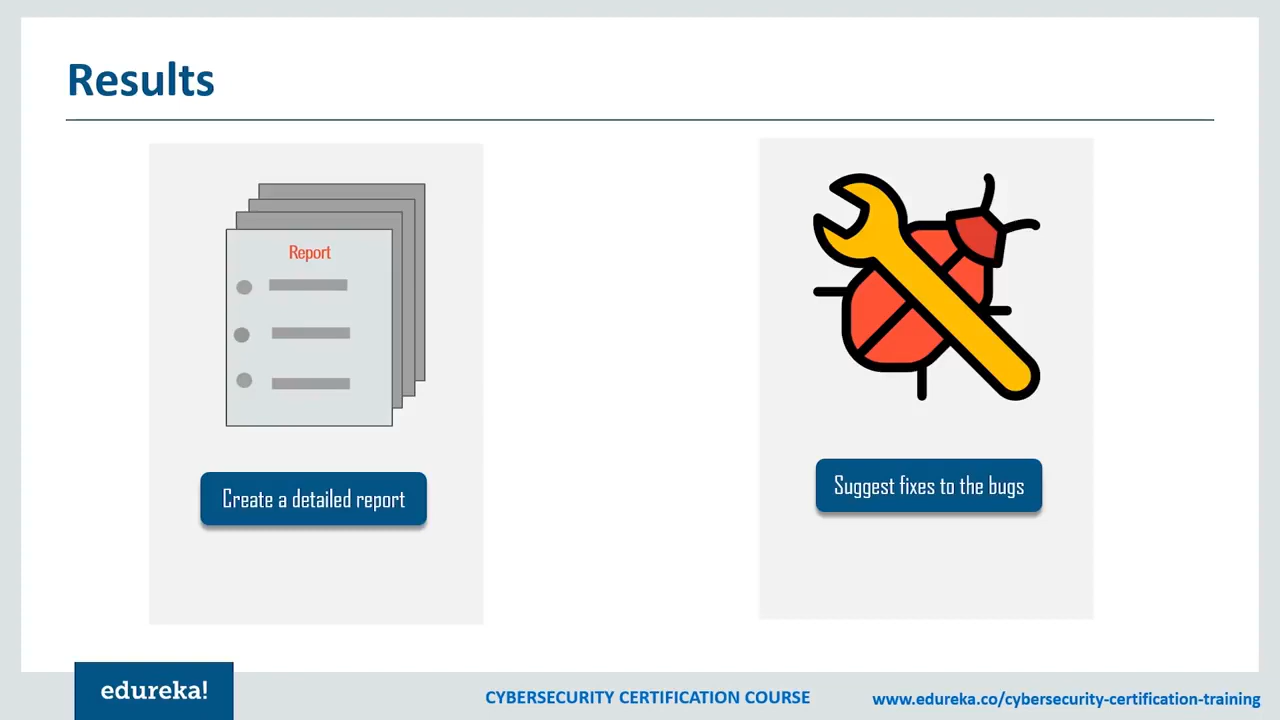 Results
Report
Create a detailed report
Suggest fixes to the bugs
edureka!
CYBERSECURITY CERTIFICATION COURSE
www.edureka.co/cybersecurity-certification-training